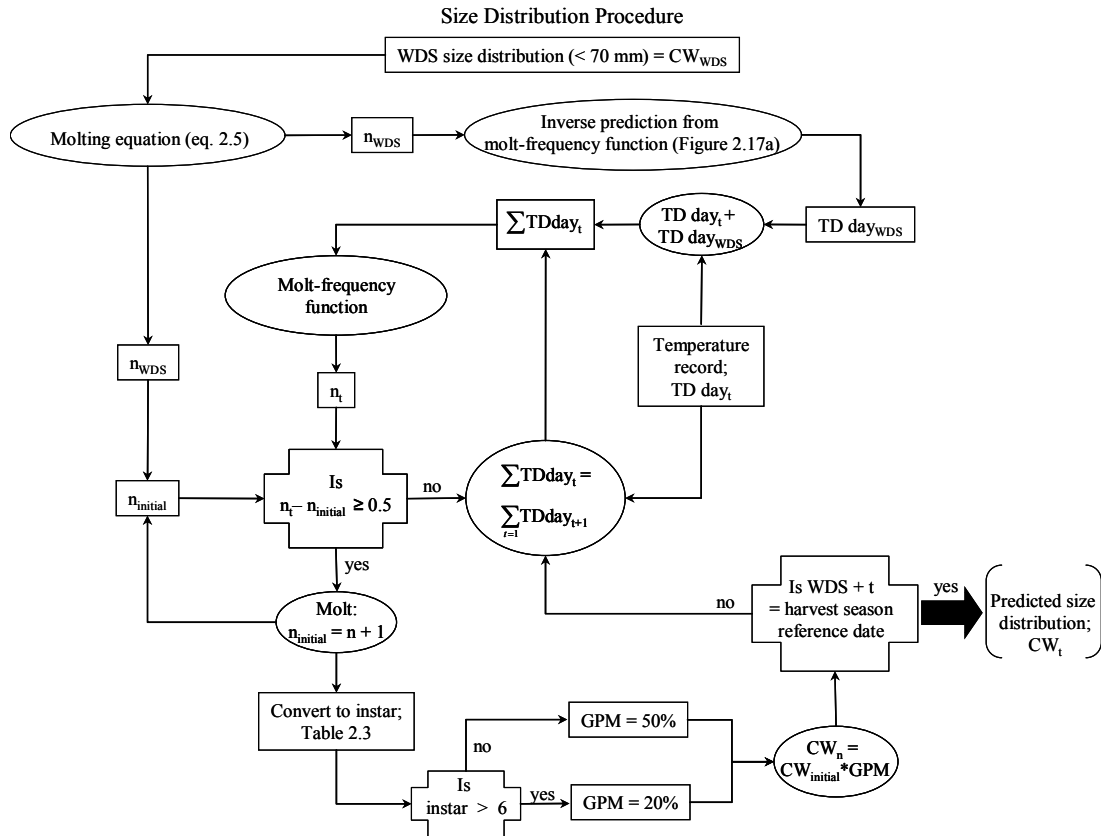 Size Distribution Procedure
WDS size distribution (< 70 mm) = CW_WDS
Molting equation (eq. 2.5)
n_WDS
Inverse prediction from
molt-frequency function (Figure 2.17a)
∑TDday_t
TD day_t +
TD day_WDS
TD day_WDS
Molt-frequency
function
Temperature
record;
TD day_t
n_WDS
n_t
n_initial
Is
n_t – n_initial ≥ 0.5
no
∑TDday_t =
∑TDday_t+1
t=1
yes
Molt:
n_initial = n + 1
no
Is WDS + t
= harvest season
reference date
yes
Predicted size
distribution;
CW_t
Convert to instar;
Table 2.3
no
GPM = 50%
CW_n =
CW_initial*GPM
Is
instar > 6
yes
GPM = 20%